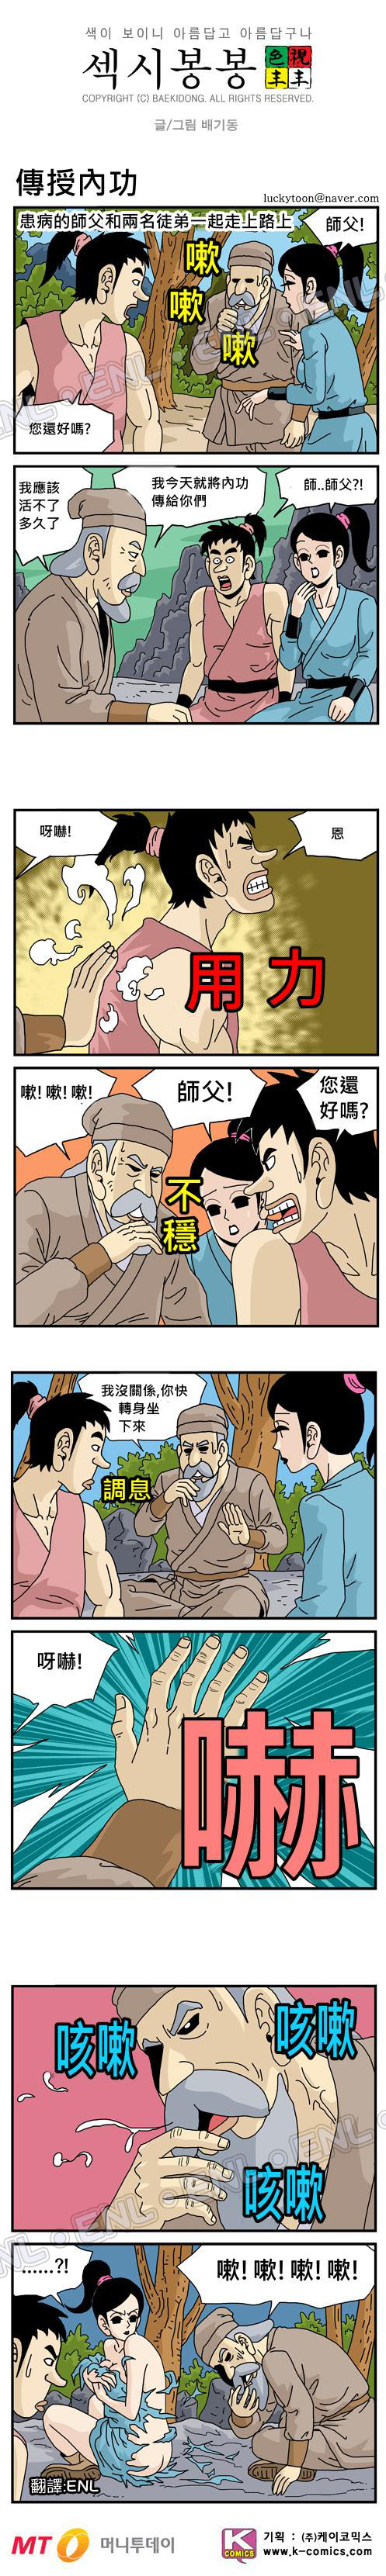 색이 보이니 아름답고 아름답구나
섹시봉봉
色視
丰丰
COPYRIGHT (C) BAEKIDONG. ALL RIGHTS RESERVED.
글/그림 배기동
傳授內功
luckytoon@naver.com
患病的師父和兩名徒弟一起走上路上
師父!
嗽
嗽
嗽
您還好嗎?
我應該
活不了
多久了
我今天就將內功
傳給你們
師..師父?!
呀嚇!
恩
用力
嗽! 嗽! 嗽!
師父!
您還
好嗎?
不
穩
我沒關係,你快
轉身坐
下來
調息
呀嚇!
嚇
咳嗽
咳嗽
咳嗽
......?!
嗽! 嗽! 嗽! 嗽!
翻譯:ENL
MT 머니투데이
K
COMICS
기획 : (주)케이코믹스
www.k-comics.com
ENL